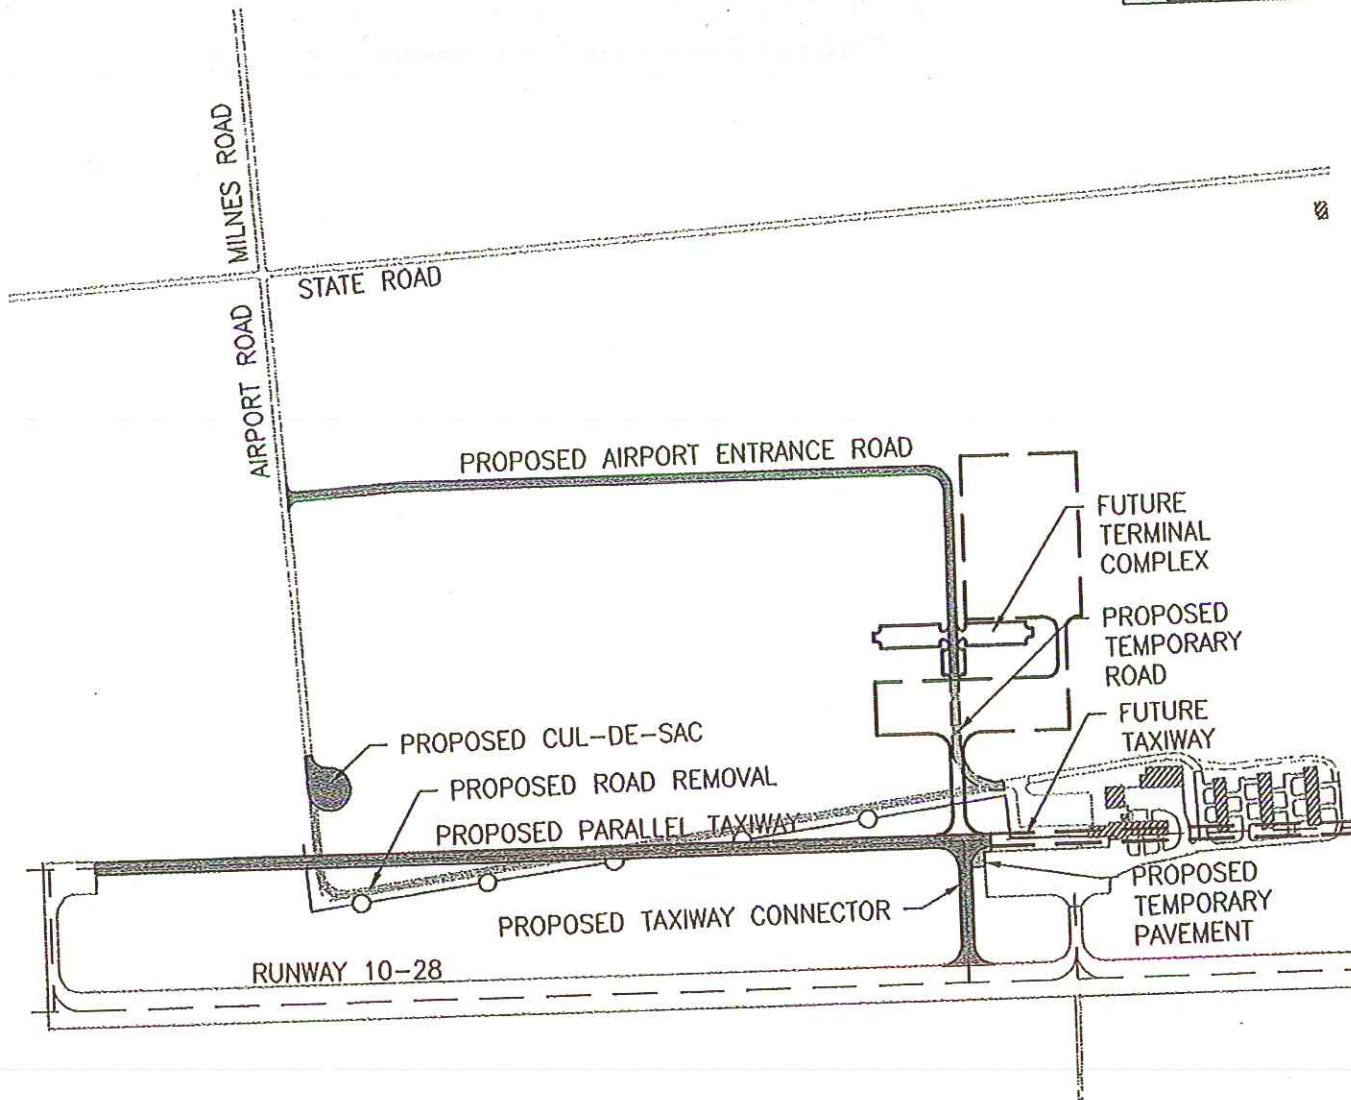 MILNES ROAD
STATE ROAD
AIRPORT ROAD
PROPOSED AIRPORT ENTRANCE ROAD
FUTURE
TERMINAL
COMPLEX
PROPOSED
TEMPORARY
ROAD
FUTURE
TAXIWAY
PROPOSED CUL-DE-SAC
PROPOSED ROAD REMOVAL
PROPOSED PARALLEL TAXIWAY
PROPOSED TAXIWAY CONNECTOR
PROPOSED
TEMPORARY
PAVEMENT
RUNWAY 10-28